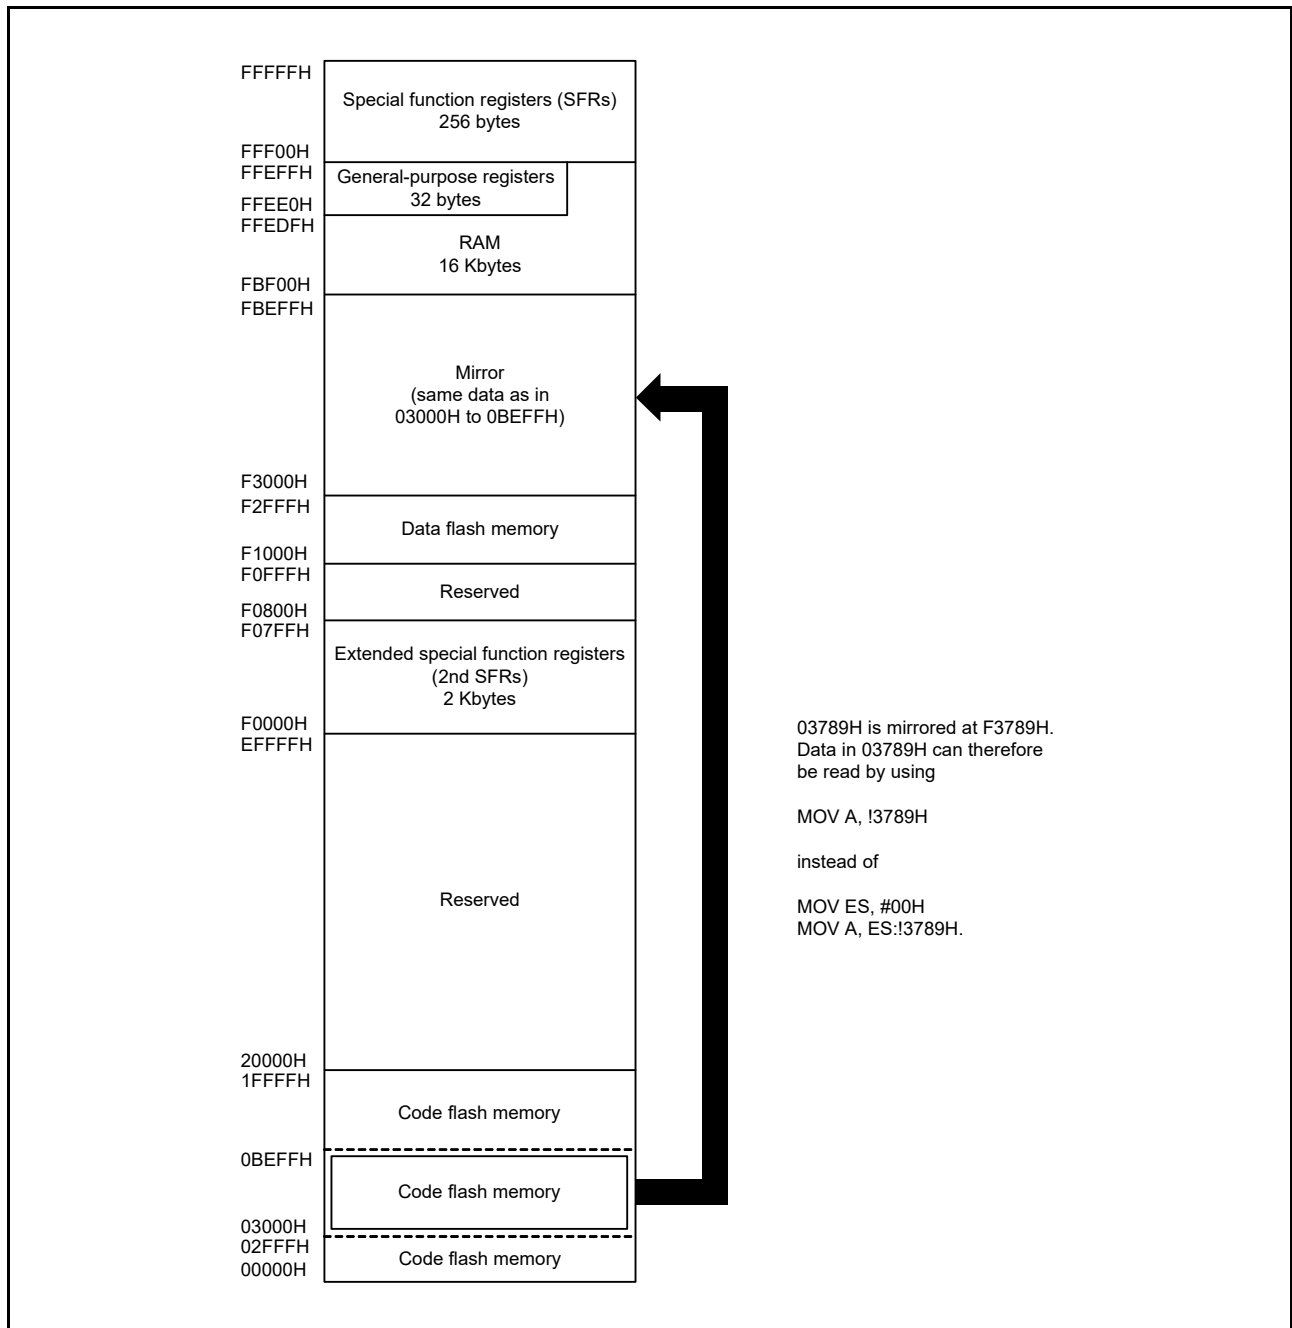 FFFFFH
Special function registers (SFRs)
256 bytes
FFF00H
FFEFFH
General-purpose registers
32 bytes
FFEE0H
FFEDFH
RAM
16 Kbytes
FBF00H
FBEFFH
Mirror
(same data as in
03000H to 0BEFFH)
F3000H
F2FFFH
Data flash memory
F1000H
F0FFFH
Reserved
F0800H
F07FFH
Extended special function registers
(2nd SFRs)
2 Kbytes
F0000H
EFFFFH
03789H is mirrored at F3789H.
Data in 03789H can therefore
be read by using
MOV A, !3789H
instead of
MOV ES, #00H
MOV A, ES:!3789H.
Reserved
20000H
1FFFFH
Code flash memory
0BEFFH
Code flash memory
03000H
02FFFH
Code flash memory
00000H